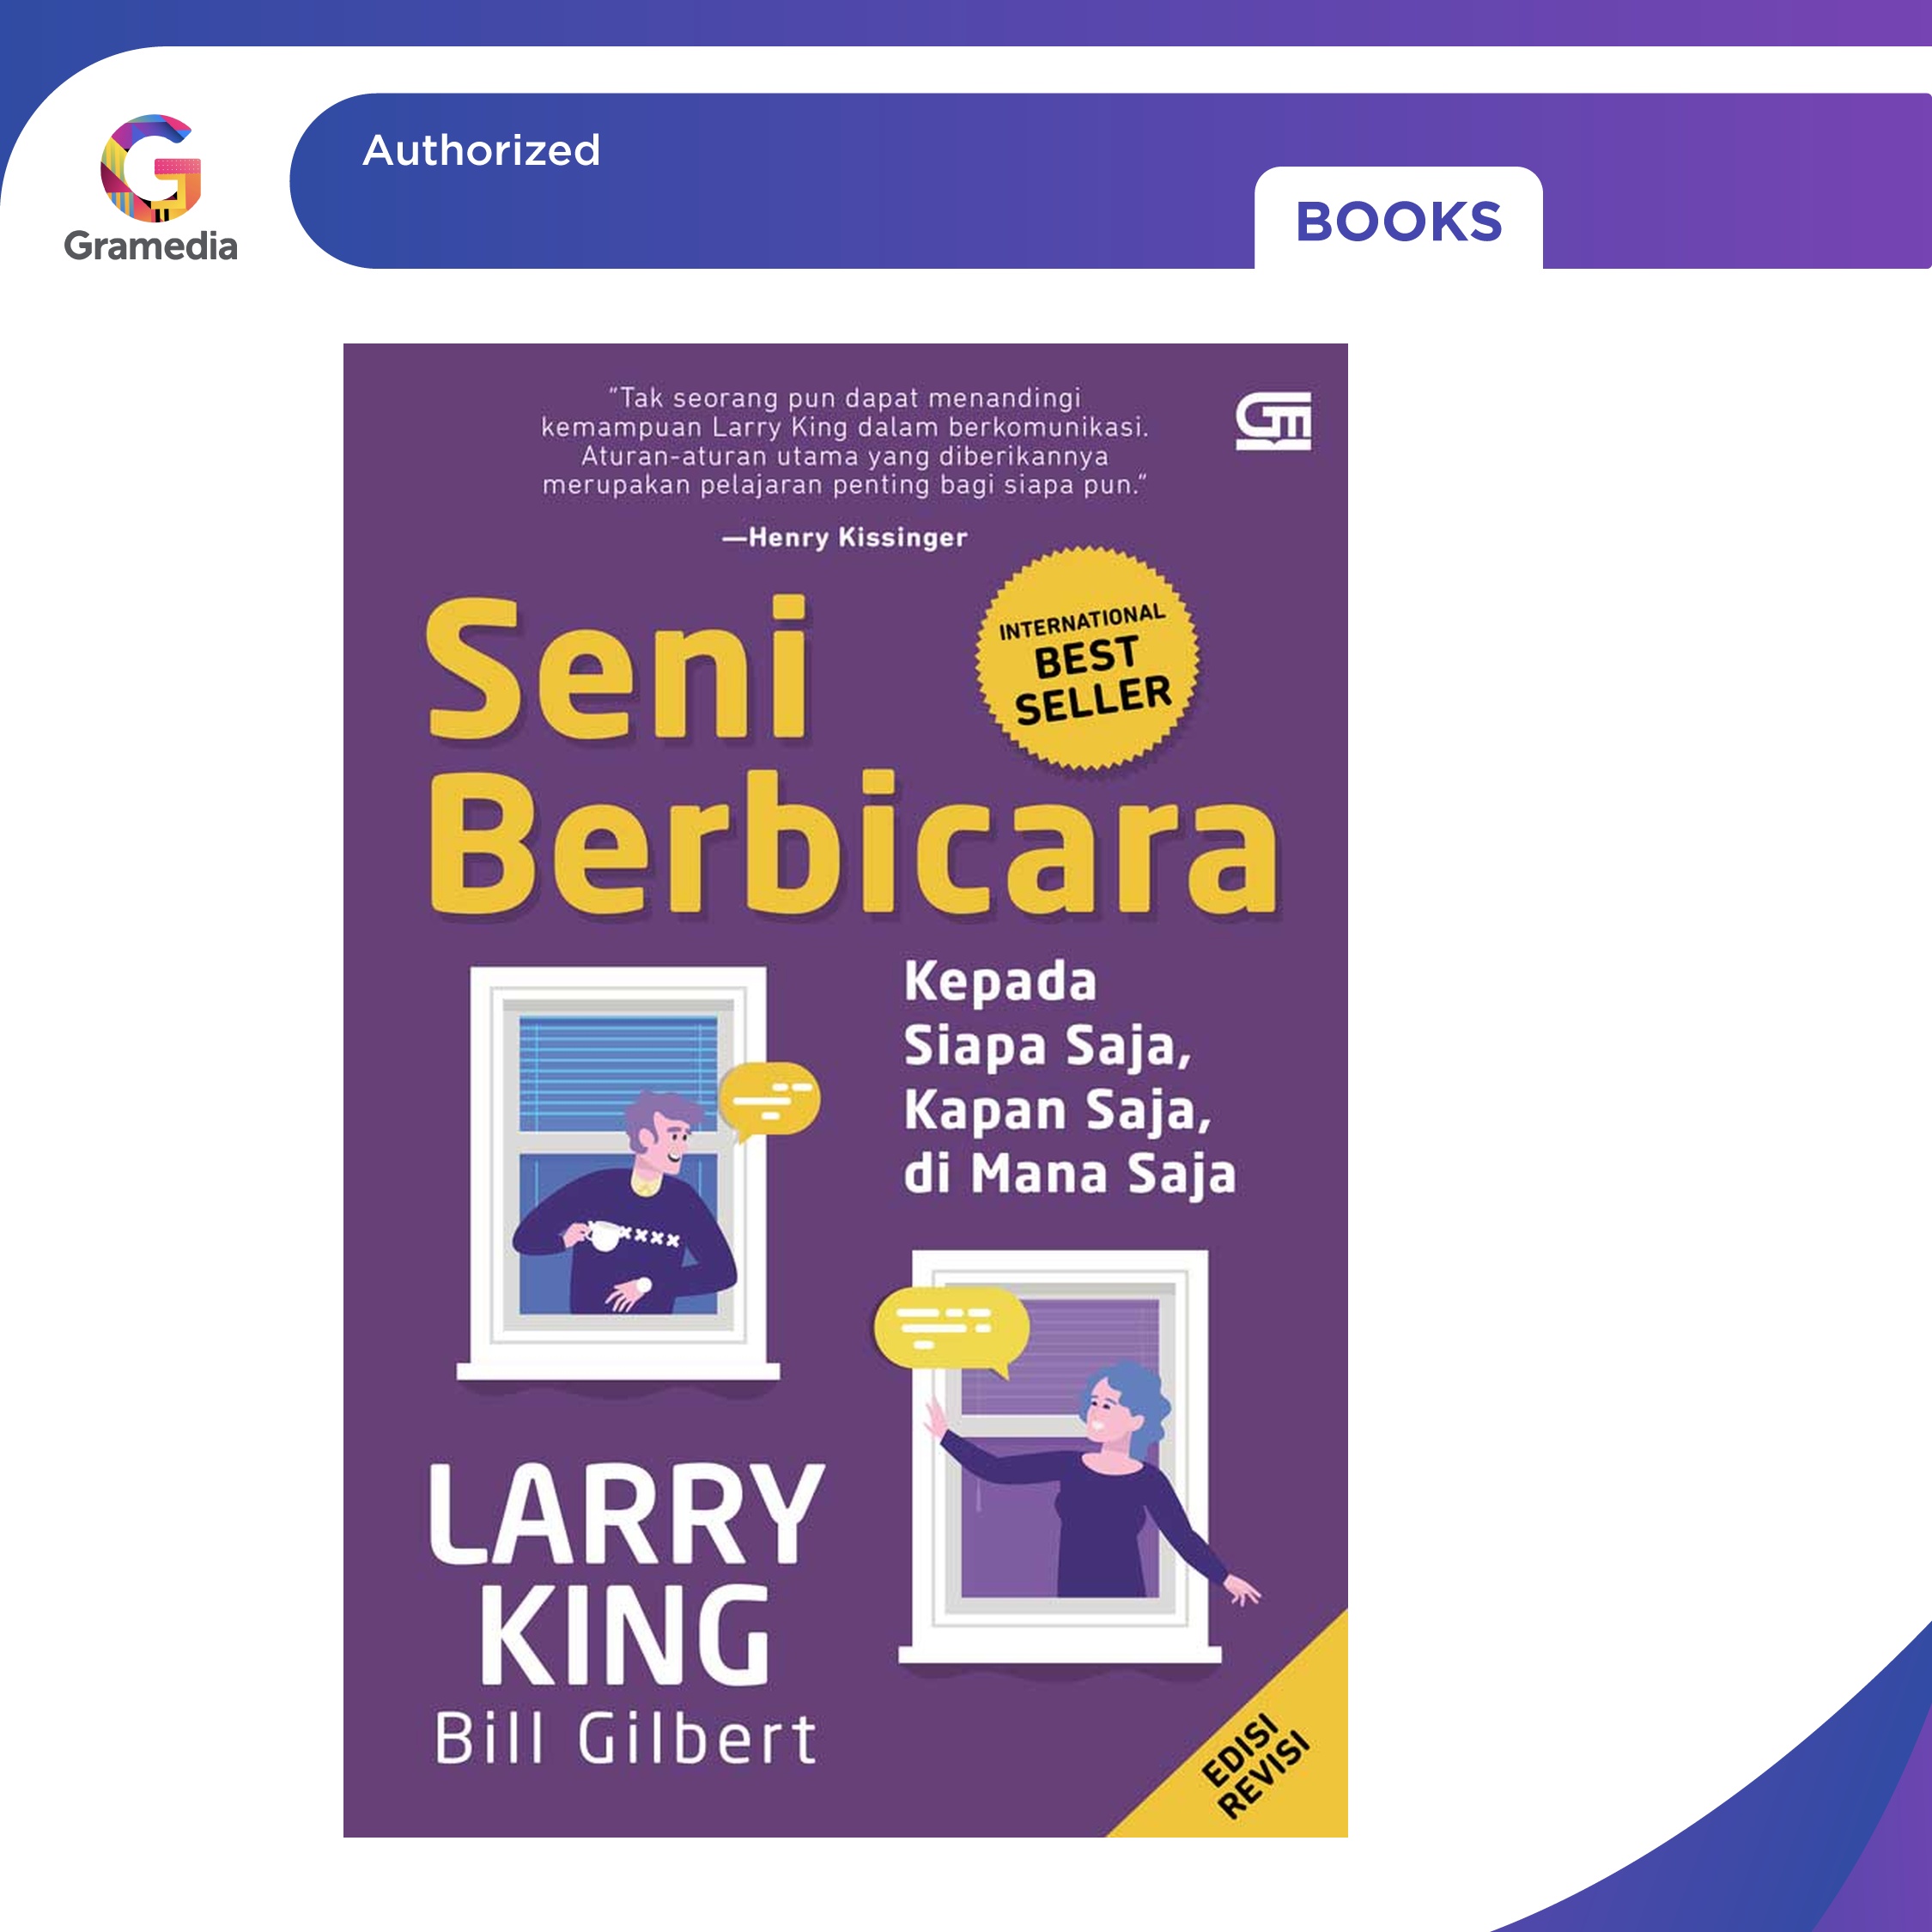 Gramedia
Authorized
BOOKS
"Tak seorang pun dapat menandingi
kemampuan Larry King dalam berkomunikasi.
Aturan-aturan utama yang diberikannya
merupakan pelajaran penting bagi siapa pun."
—Henry Kissinger
GM
INTERNATIONAL
BEST
SELLER
Seni
Berbicara
Kepada
Siapa Saja,
Kapan Saja,
di Mana Saja
LARRY
KING
Bill Gilbert
EDISI
REVISI